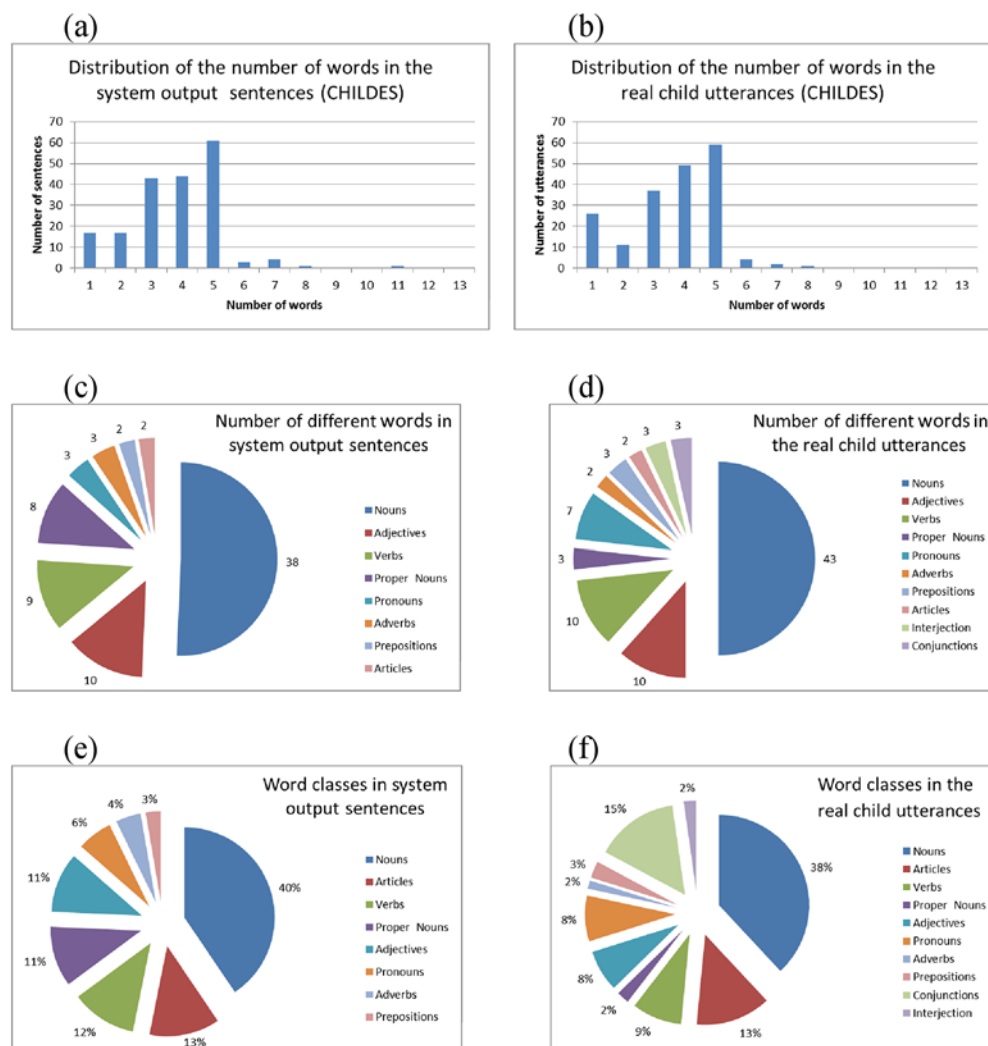 (a)
Distribution of the number of words in the
system output sentences (CHILDES)
Number of sentences
70
60
50
40
30
20
10
0
1 2 3 4 5 6 7 8 9 10 11 12 13
Number of words
(b)
Distribution of the number of words in the
real child utterances (CHILDES)
Number of utterances
70
60
50
40
30
20
10
0
1 2 3 4 5 6 7 8 9 10 11 12 13
Number of words
(c)
Number of different words in
system output sentences
38
10
9
8
3
3
2
2
Nouns
Adjectives
Verbs
Proper Nouns
Pronouns
Adverbs
Prepositions
Articles
(d)
Number of different words in
the real child utterances
43
10
10
3
7
2
3
2
3
3
Nouns
Adjectives
Verbs
Proper Nouns
Pronouns
Adverbs
Prepositions
Articles
Interjection
Conjunctions
(e)
Word classes in system
output sentences
40%
13%
12%
11%
11%
6%
4%
3%
Nouns
Articles
Verbs
Proper Nouns
Adjectives
Pronouns
Adverbs
Prepositions
(f)
Word classes in the
real child utterances
38%
13%
9%
2%
8%
8%
2%
3%
15%
2%
Nouns
Articles
Verbs
Proper Nouns
Adjectives
Pronouns
Adverbs
Prepositions
Conjunctions
Interjection